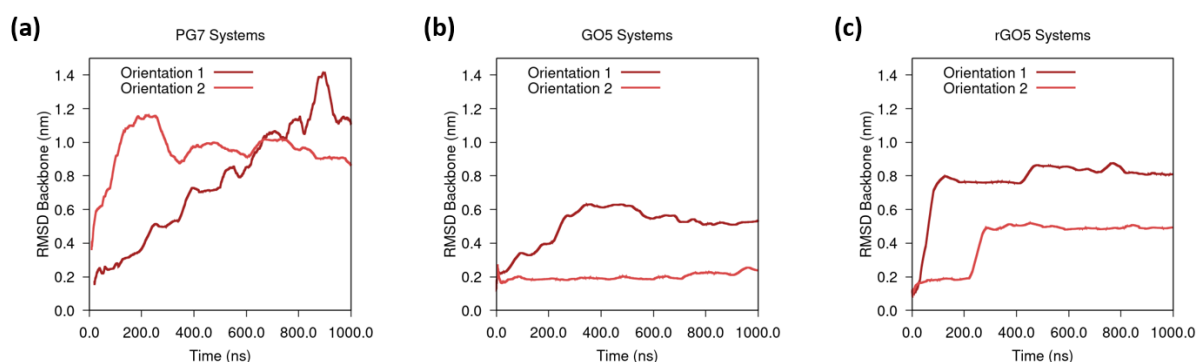 (a)
PG7 Systems
Orientation 1
Orientation 2
RMSD Backbone (nm)
1.4
1.2
1.0
0.8
0.6
0.4
0.2
0.0
0.0 200.0 400.0 600.0 800.0 1000.0
Time (ns)
(b)
GO5 Systems
Orientation 1
Orientation 2
RMSD Backbone (nm)
1.4
1.2
1.0
0.8
0.6
0.4
0.2
0.0
0.0 200.0 400.0 600.0 800.0 1000.0
Time (ns)
(c)
rGO5 Systems
Orientation 1
Orientation 2
RMSD Backbone (nm)
1.4
1.2
1.0
0.8
0.6
0.4
0.2
0.0
0.0 200.0 400.0 600.0 800.0 1000.0
Time (ns)